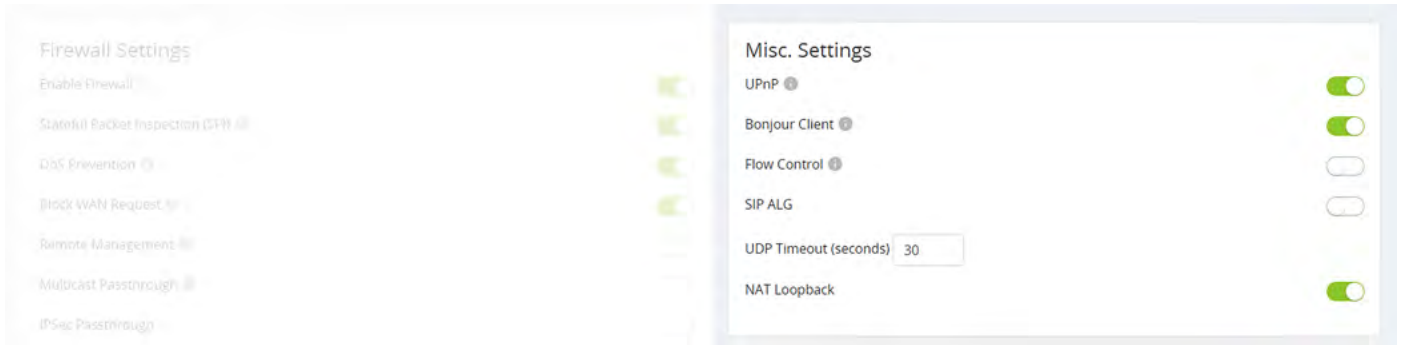 Firewall Settings
Enable Firewall
Stateful Packet Inspection (SPI)
DoS Prevention
Block WAN Request
Remote Management
Multicast Passthrough
IPSec Passthrough
Misc. Settings
UPnP
Bonjour Client
Flow Control
SIP ALG
UDP Timeout (seconds) 30
NAT Loopback